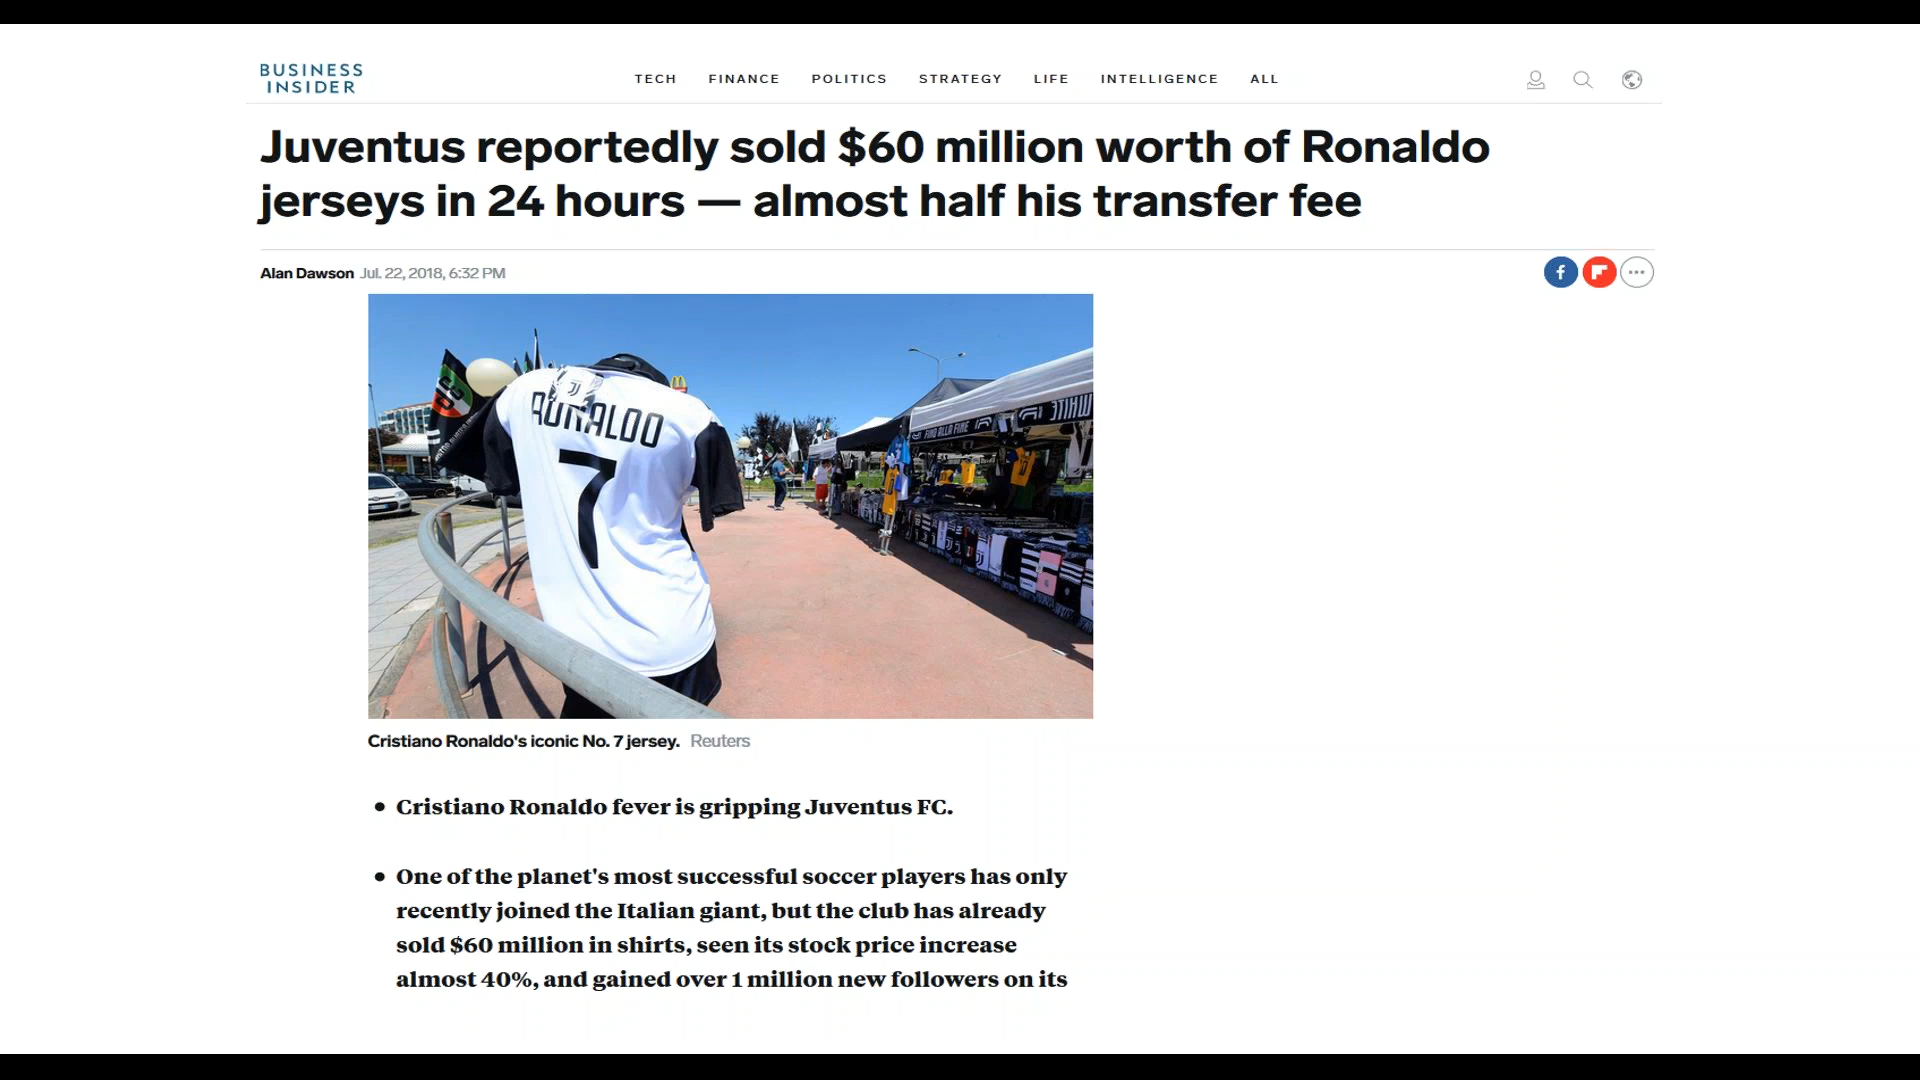 BUSINESS
INSIDER
TECH FINANCE POLITICS STRATEGY LIFE INTELLIGENCE ALL
Juventus reportedly sold $60 million worth of Ronaldo
jerseys in 24 hours — almost half his transfer fee
Alan Dawson Jul. 22, 2018, 6:32 PM
RONALDO
7
FINO ALLA FINE
Cristiano Ronaldo's iconic No. 7 jersey. Reuters
• Cristiano Ronaldo fever is gripping Juventus FC.
• One of the planet's most successful soccer players has only
recently joined the Italian giant, but the club has already
sold $60 million in shirts, seen its stock price increase
almost 40%, and gained over 1 million new followers on its